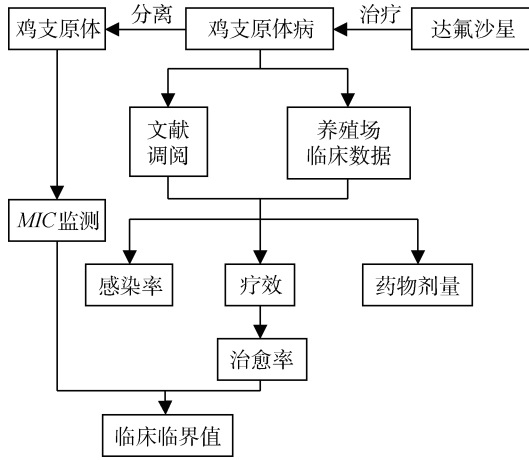 鸡支原体
分离
鸡支原体病
治疗
达氟沙星
文献
调阅
养殖场
临床数据
MIC监测
感染率
疗效
药物剂量
治愈率
临床临界值